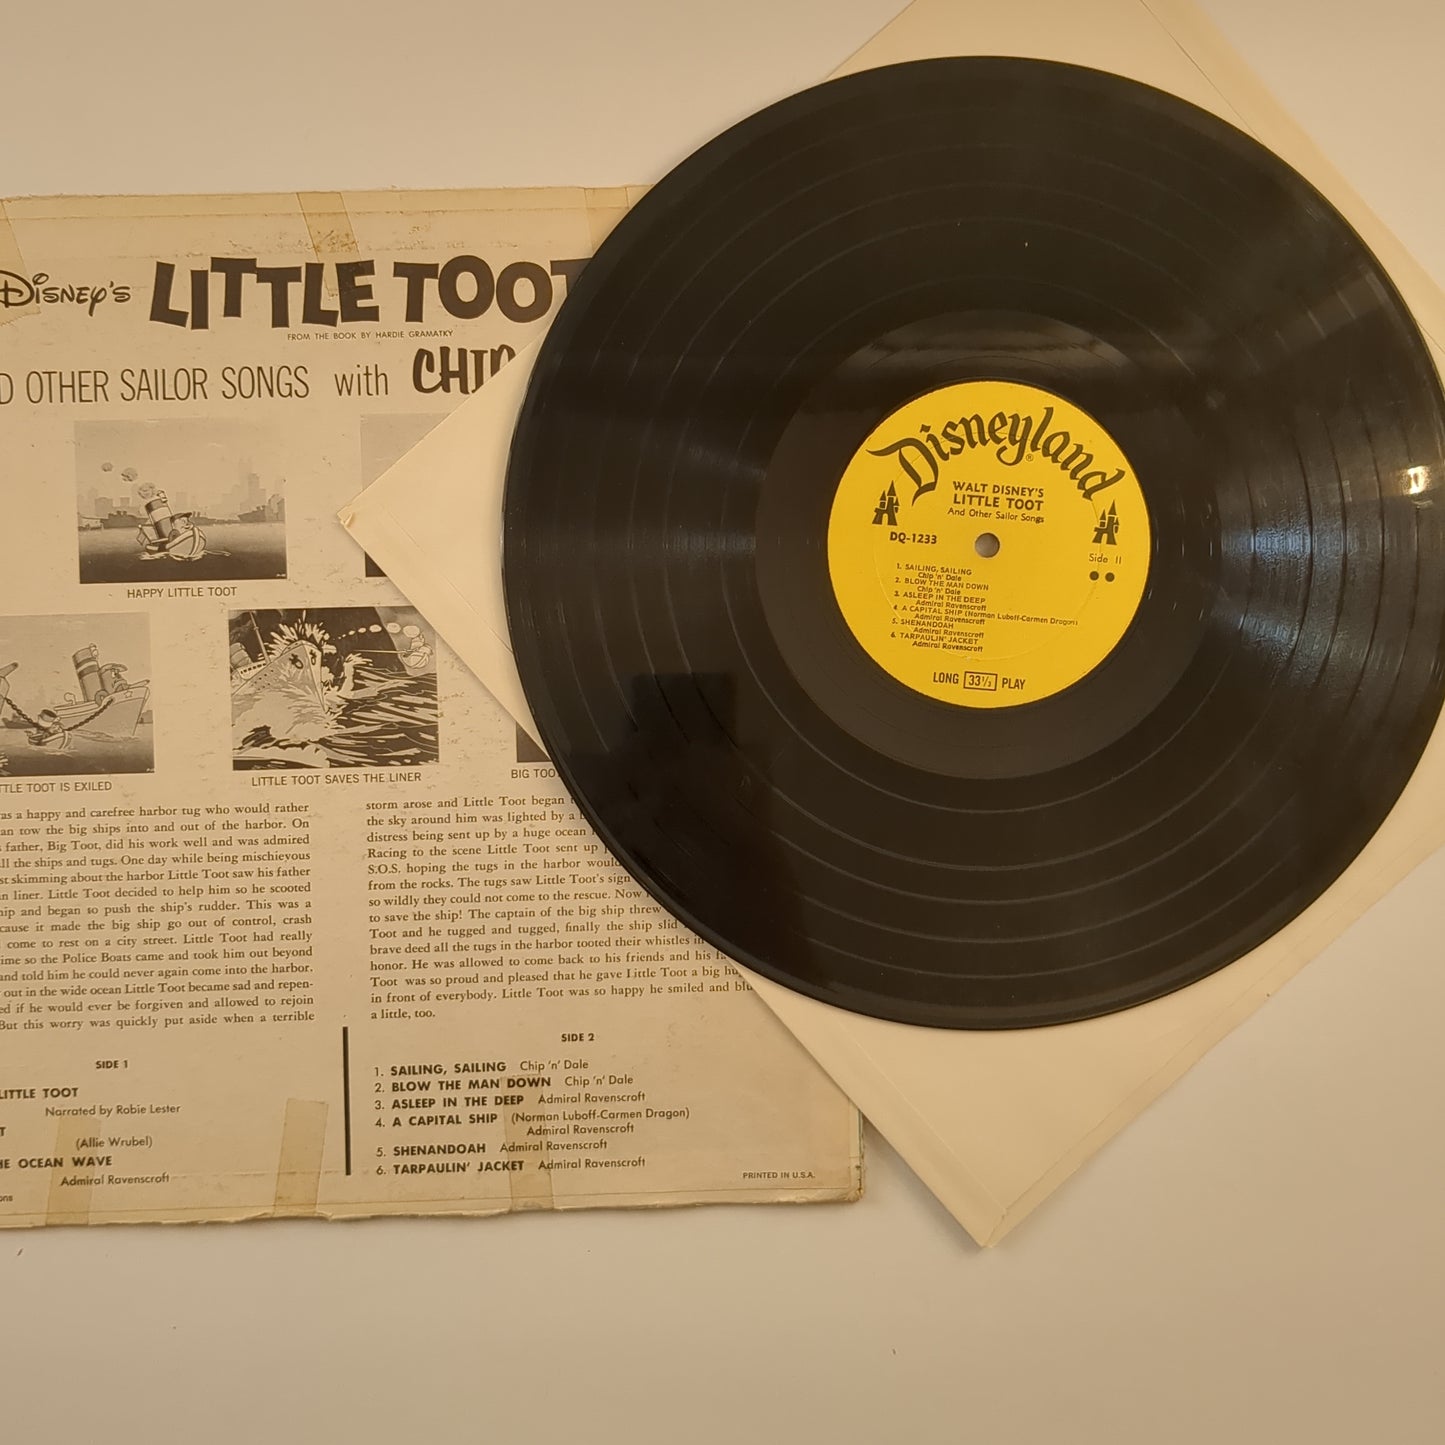 Disney's LITTLE TOOT
FROM THE BOOK BY HARDIE GRAMATKY
OTHER SAILOR SONGS with CHIP
HAPPY LITTLE TOOT
TLE TOOT IS EXILED
LITTLE TOOT SAVES THE LINER
BIG TOO
as a happy and carefree harbor tug who would rather
an tow the big ships into and out of the harbor. On
father, Big Toot, did his work well and was admired
ll the ships and tugs. One day while being mischievous
st skimming about the harbor Little Toot saw his father
n liner. Little Toot decided to help him so he scooted
hip and began so push the ship's rudder. This was a
cause it made the big ship go out of control, crash
come to rest on a city street. Little Toot had really
ime so the Police Boats came and took him out beyond
and told him he could never again come into the harbor.
out in the wide ocean Little Toot became sad and repen-
ed if he would ever be forgiven and allowed to rejoin
But this worry was quickly put aside when a terrible
storm arose and Little Toot began
the sky around him was lighted by a
distress being sent up by a huge ocean
Racing to the scene Little Toot sent up
S.O.S. hoping the tugs in the harbor would
from the rocks. The tugs saw Little Toot's sign
so wildly they could not come to the rescue. Now
to save the ship! The captain of the big ship threw
Toot and he tugged and tugged, finally the ship slid
brave deed all the tugs in the harbor tooted their whistles in
honor. He was allowed to come back to his friends and his
Toot was so proud and pleased that he gave Little Toot a big hu
in front of everybody. Little Toot was so happy he smiled and blu
a little, too.
SIDE 1
LITTLE TOOT
Narrated by Robie Lester
T
(Allie Wrubel)
HE OCEAN WAVE
Admiral Ravenscroft
ons
SIDE 2
1. SAILING, SAILING Chip 'n' Dale
2. BLOW THE MAN DOWN Chip 'n' Dale
3. ASLEEP IN THE DEEP Admiral Ravenscroft
4. A CAPITAL SHIP (Norman Luboff-Carmen Dragon)
Admiral Ravenscroft
5. SHENANDOAH Admiral Ravenscroft
6. TARPAULIN' JACKET Admiral Ravenscroft
PRINTED IN U.S.A.
Disneyland
®
WALT DISNEY'S
LITTLE TOOT
And Other Sailor Songs
DQ-1233
Side II
1. SAILING, SAILING
Chip 'n' Dale
2. BLOW THE MAN DOWN
Chip 'n' Dale
3. ASLEEP IN THE DEEP
Admiral Ravenscroft
4. A CAPITAL SHIP (Norman Luboff-Carmen Dragon)
Admiral Ravenscroft
5. SHENANDOAH
Admiral Ravenscroft
6. TARPAULIN' JACKET
Admiral Ravenscroft
LONG 33⅓ PLAY